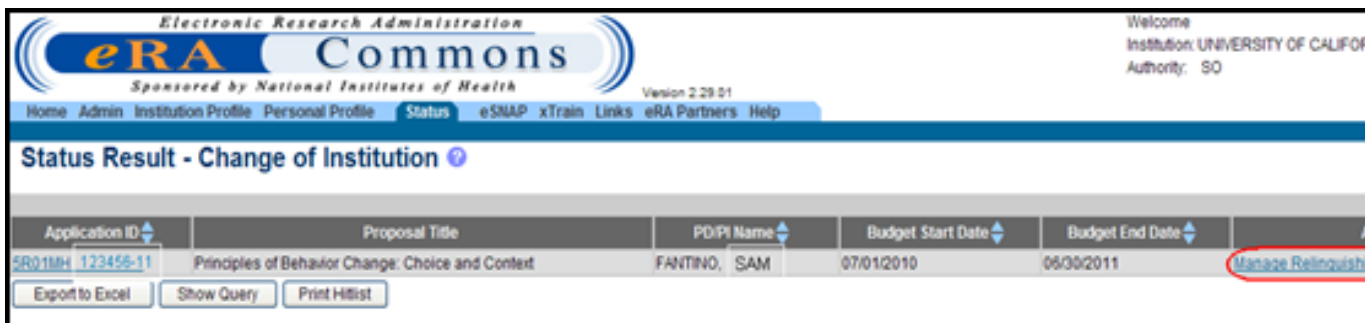 Electronic Research Administration
eRA Commons
Sponsored by National Institutes of Health
Version 2.29.01
Welcome
Institution: UNIVERSITY OF CALIFOR
Authority: SO
Home Admin Institution Profile Personal Profile Status eSNAP xTrain Links eRA Partners Help
Status Result - Change of Institution ?
Application ID Proposal Title PD/PI Name Budget Start Date Budget End Date A
5R01MH 123456-11 Principles of Behavior Change: Choice and Context FANTINO, SAM 07/01/2010 06/30/2011 Manage Relinquish
Export to Excel Show Query Print Hitlist